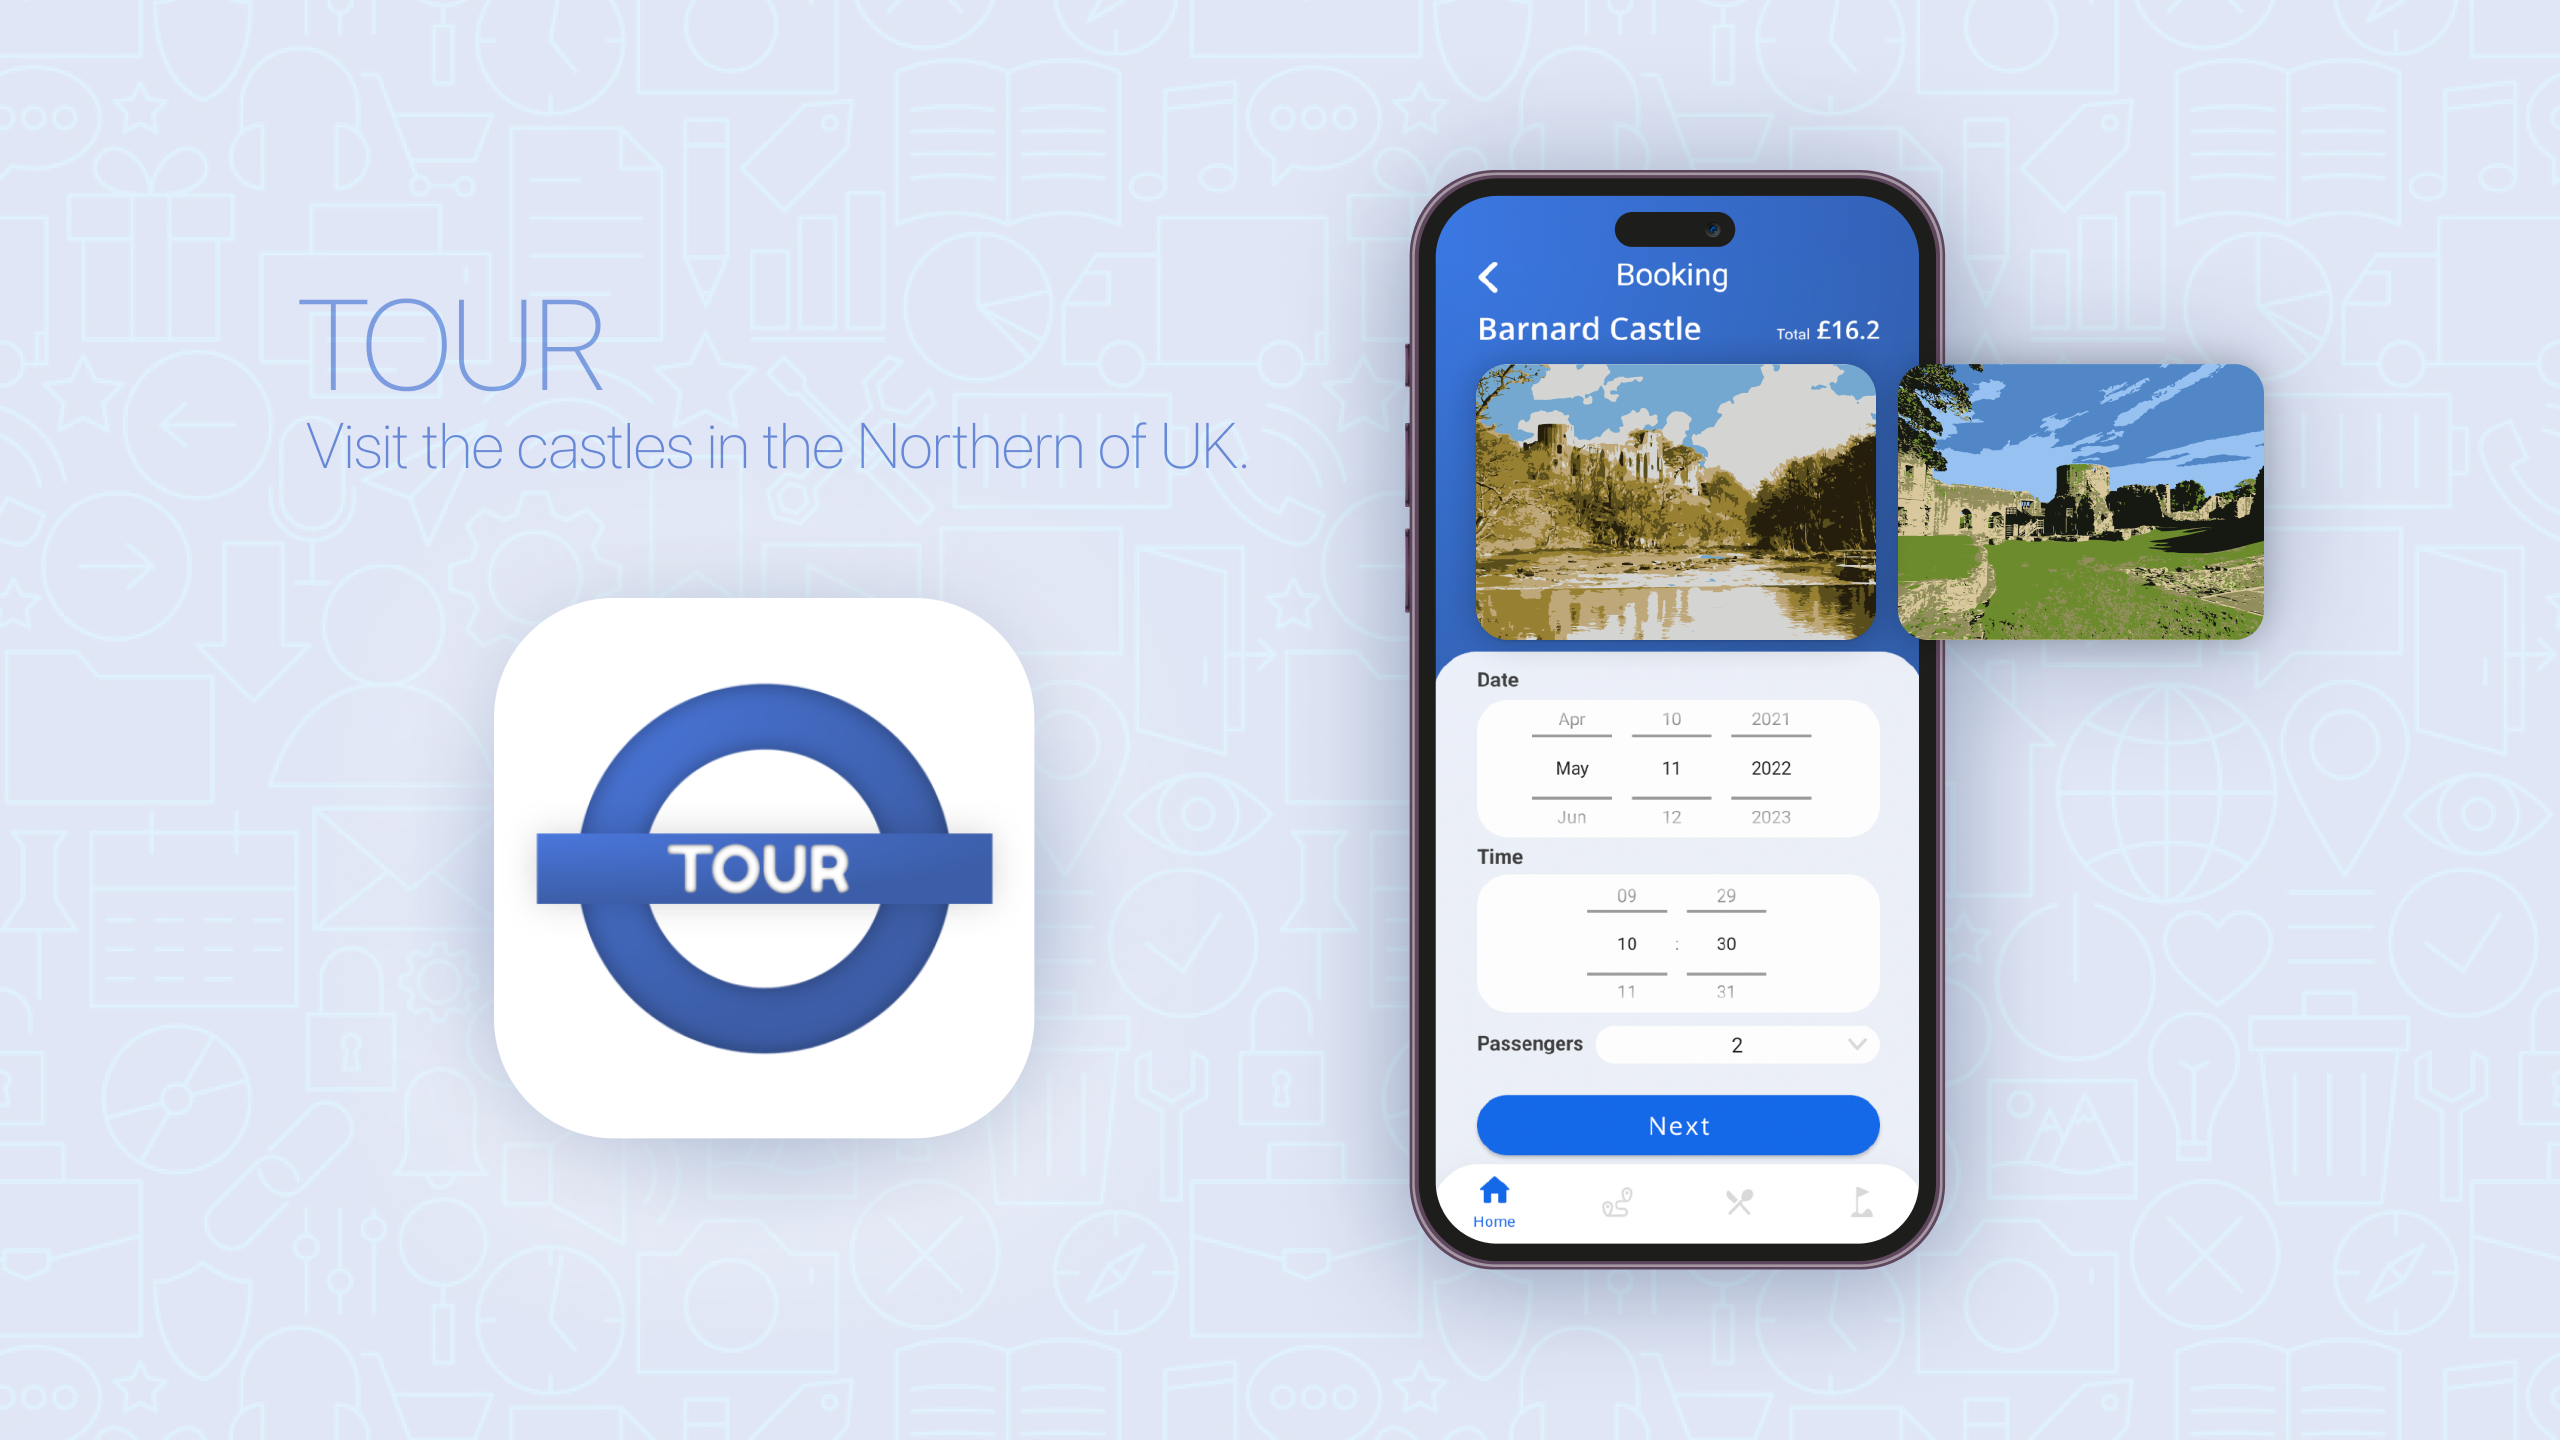 TOUR
Visit the castles in the Northern of UK.
TOUR
Booking
Barnard Castle Total £16.2
Date
Apr 10 2021
May 11 2022
Jun 12 2023
Time
09 29
10 : 30
11 31
Passengers 2
Next
Home